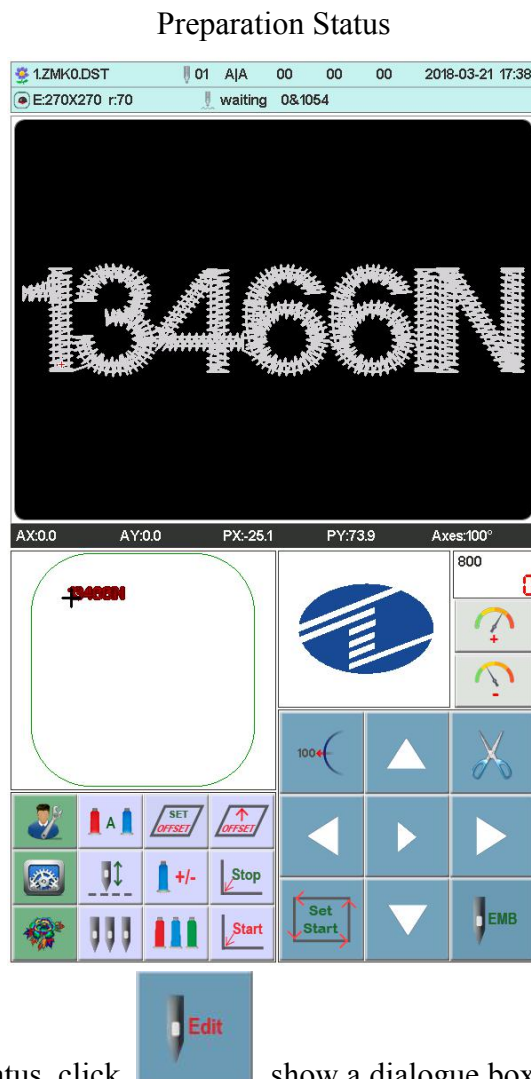 Preparation Status
1.ZMK0.DST 01 A|A 00 00 00 2018-03-21 17:38
E:270X270 r:70 waiting 0&1054
13466N
AX:0.0 AY:0.0 PX:-25.1 PY:73.9 Axes:100°
800
13466N
+
-
100
A
SET
OFFSET
OFFSET
+/-
Stop
Start
Set
Start
EMB
Edit
click
show a dialogue box